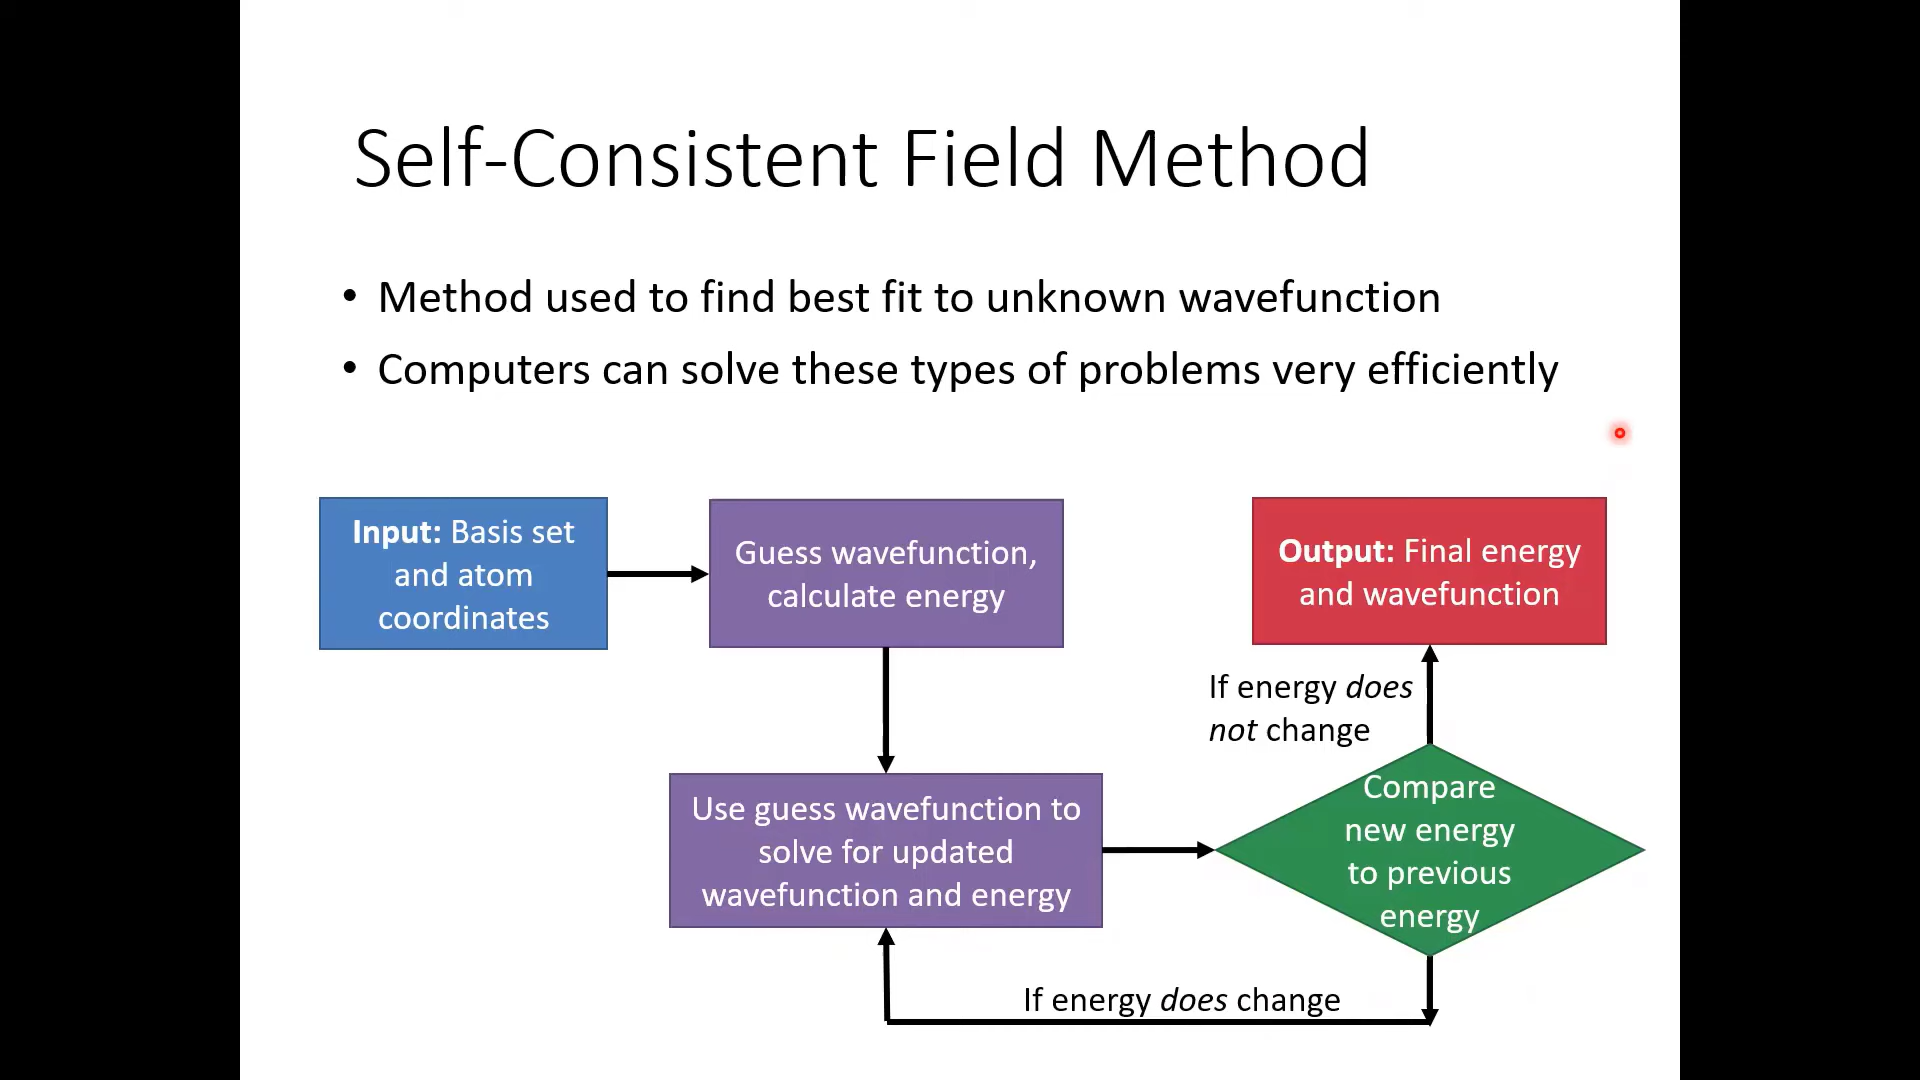 Self-Consistent Field Method
• Method used to find best fit to unknown wavefunction
• Computers can solve these types of problems very efficiently
Input: Basis set
and atom
coordinates
Guess wavefunction,
calculate energy
Output: Final energy
and wavefunction
If energy does
not change
Use guess wavefunction to
solve for updated
wavefunction and energy
Compare
new energy
to previous
energy
If energy does change